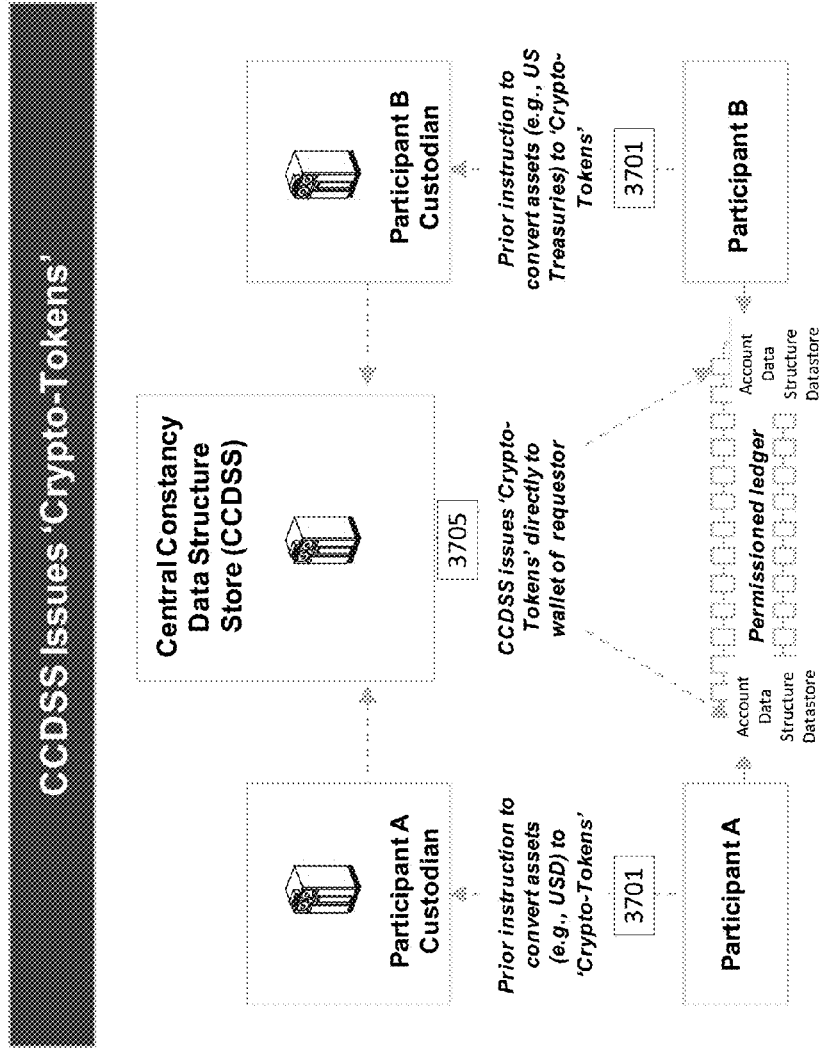 CCDSS Issues 'Crypto-Tokens'
Participant A
Custodian
Central Constancy
Data Structure
Store (CCDSS)
Participant B
Custodian
Prior instruction to
convert assets
(e.g., USD) to
'Crypto-Tokens'
3701
3705
CCDSS issues 'Crypto-
Tokens' directly to
wallet of requestor
Prior instruction to
convert assets (e.g., US
Treasuries) to 'Crypto-
Tokens'
3701
Participant A
Account
Data
Structure
Datastore
Permissioned ledger
Account
Data
Structure
Datastore
Participant B